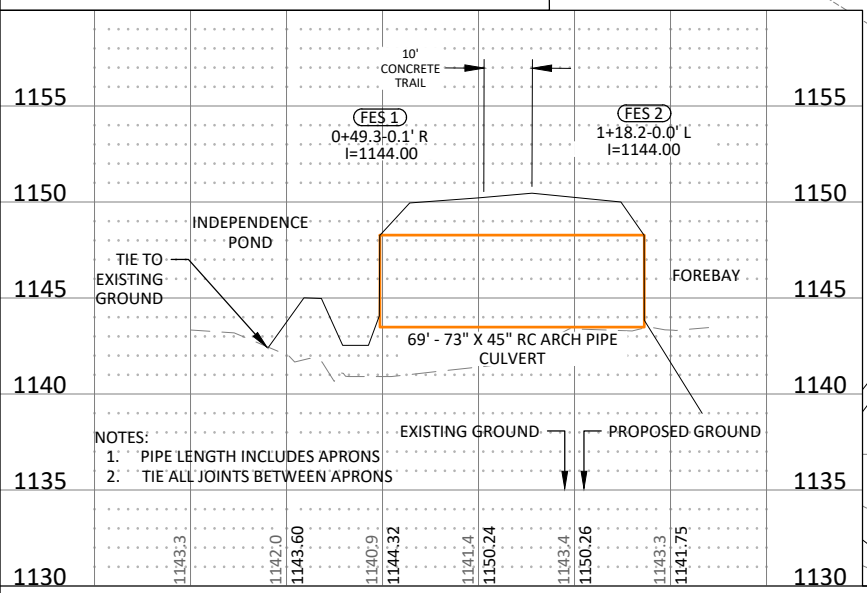 10'
CONCRETE
TRAIL
1155
1155
FES 1
0+49.3-0.1' R
I=1144.00
FES 2
1+18.2-0.0' L
I=1144.00
1150
1150
INDEPENDENCE
POND
TIE TO
EXISTING
GROUND
FOREBAY
1145
1145
69' - 73" X 45" RC ARCH PIPE
CULVERT
1140
1140
NOTES:
1. PIPE LENGTH INCLUDES APRONS
2. TIE ALL JOINTS BETWEEN APRONS
EXISTING GROUND
PROPOSED GROUND
1135
1135
1143.3
1142.0
1143.60
1140.9
1144.32
1141.4
1150.24
1143.4
1150.26
1143.3
1141.75
1130
1130